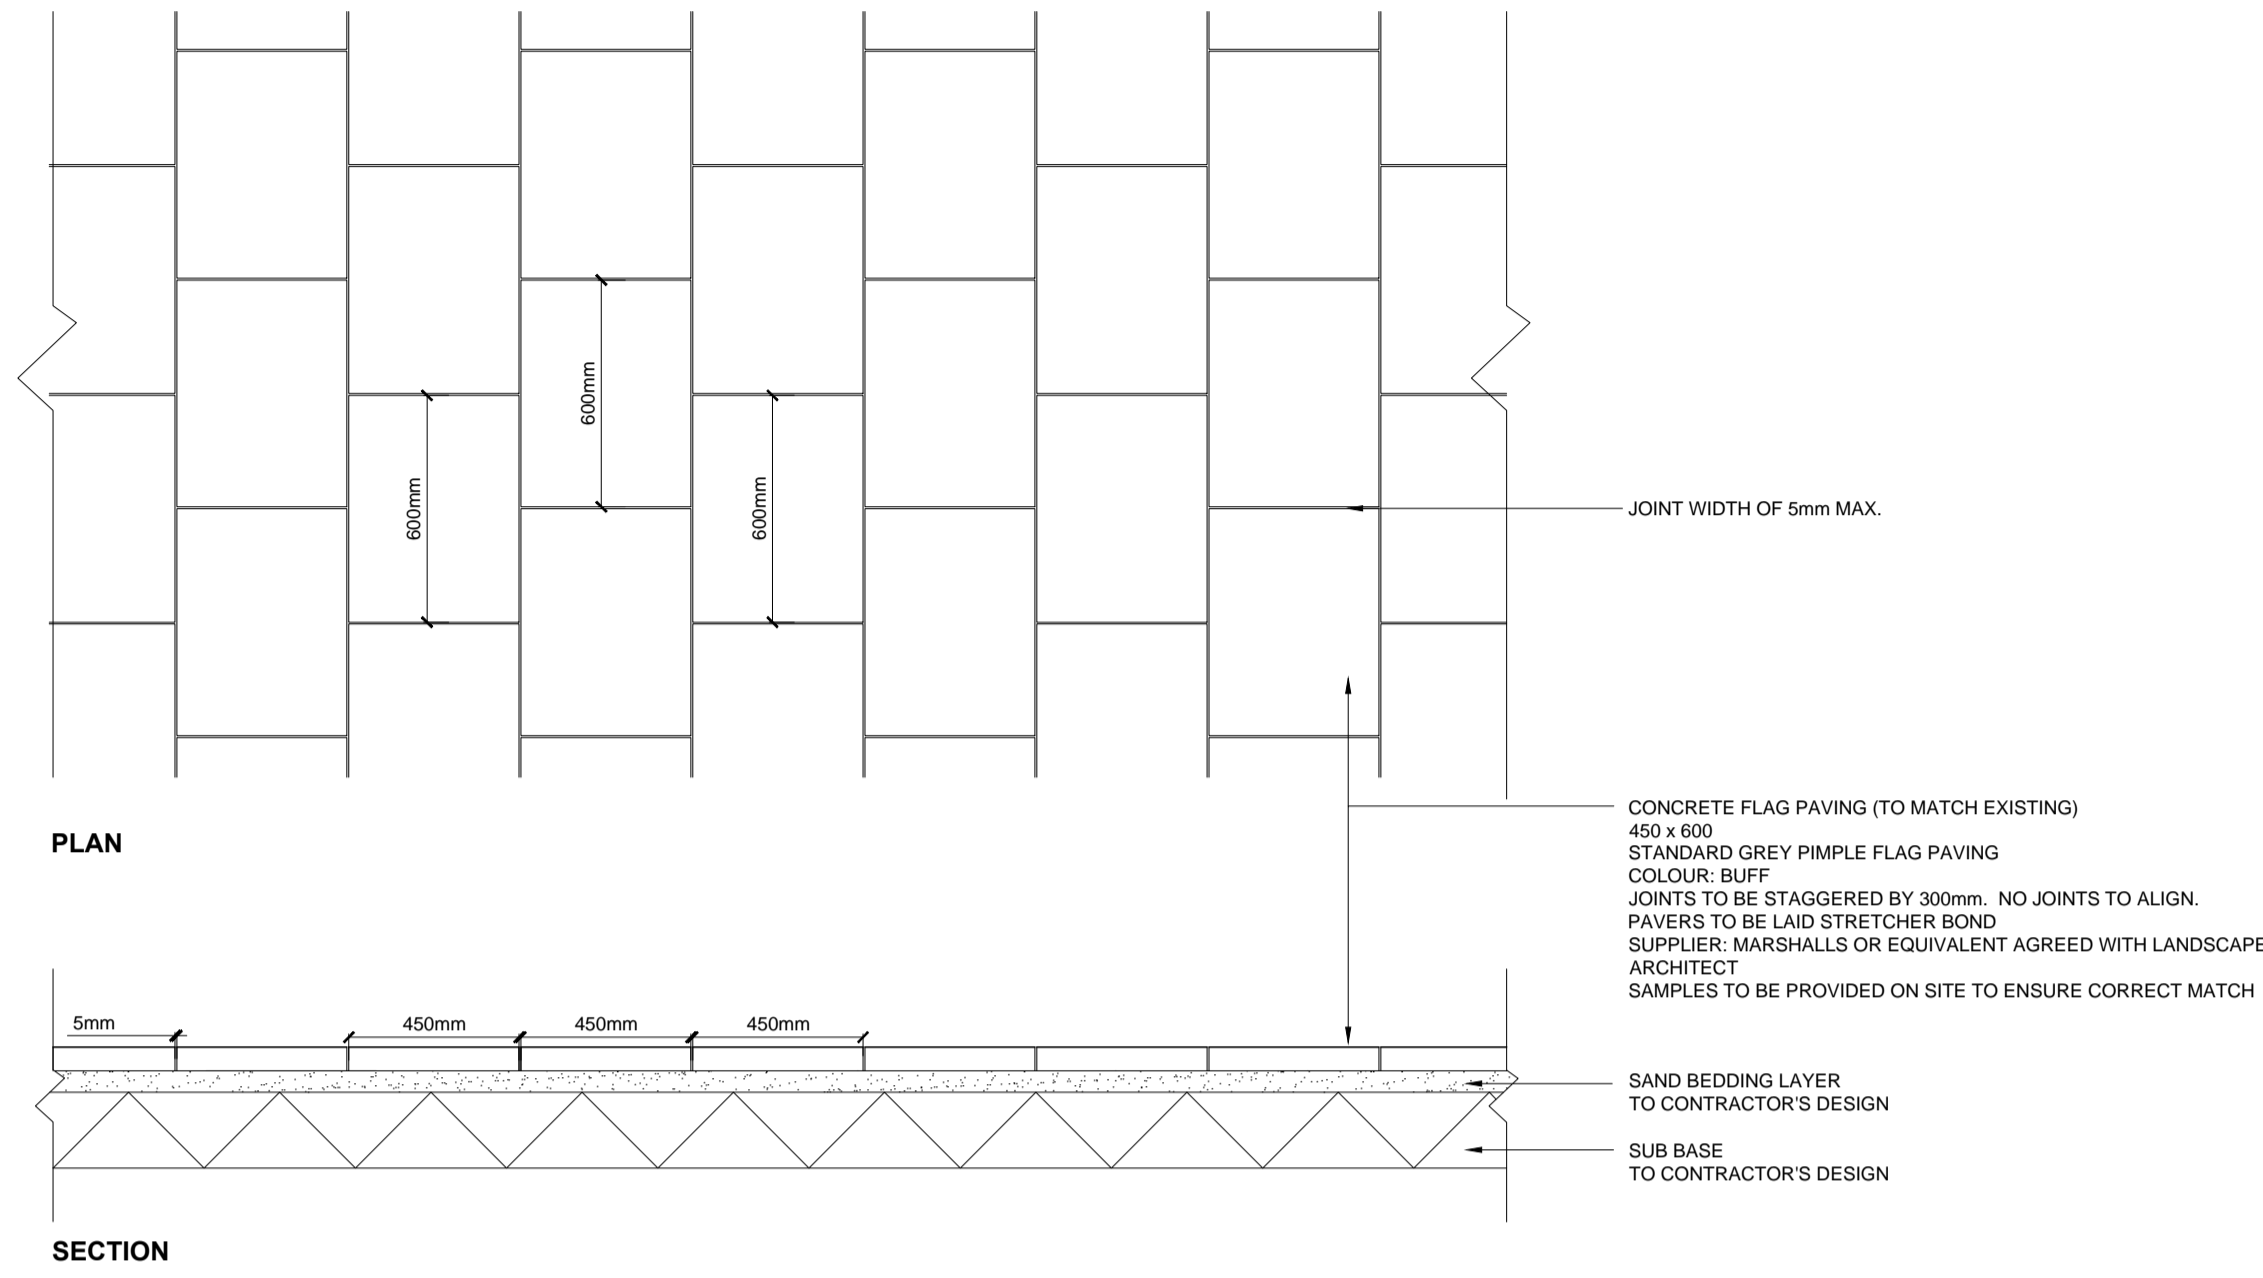 600mm
600mm
600mm
JOINT WIDTH OF 5mm MAX.
PLAN
CONCRETE FLAG PAVING (TO MATCH EXISTING)
450 x 600
STANDARD GREY PIMPLE FLAG PAVING
COLOUR: BUFF
JOINTS TO BE STAGGERED BY 300mm.  NO JOINTS TO ALIGN.
PAVERS TO BE LAID STRETCHER BOND
SUPPLIER: MARSHALLS OR EQUIVALENT AGREED WITH LANDSCAPE
ARCHITECT
SAMPLES TO BE PROVIDED ON SITE TO ENSURE CORRECT MATCH
5mm
450mm
450mm
450mm
SAND BEDDING LAYER
TO CONTRACTOR'S DESIGN
SUB BASE
TO CONTRACTOR'S DESIGN
SECTION